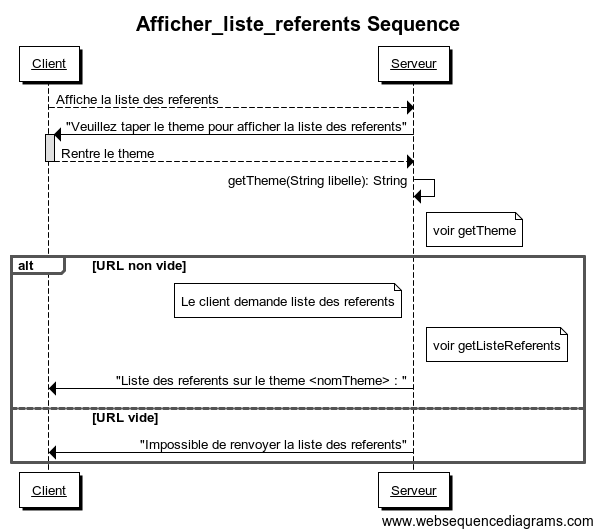 Afficher_liste_referents Sequence
Client
Serveur
Affiche la liste des referents
"Veuillez taper le theme pour afficher la liste des referents"
Rentre le theme
getTheme(String libelle): String
voir getTheme
alt
[URL non vide]
Le client demande liste des referents
voir getListeReferents
"Liste des referents sur le theme <nomTheme> : "
[URL vide]
"Impossible de renvoyer la liste des referents"
Client
Serveur
www.websequencediagrams.com